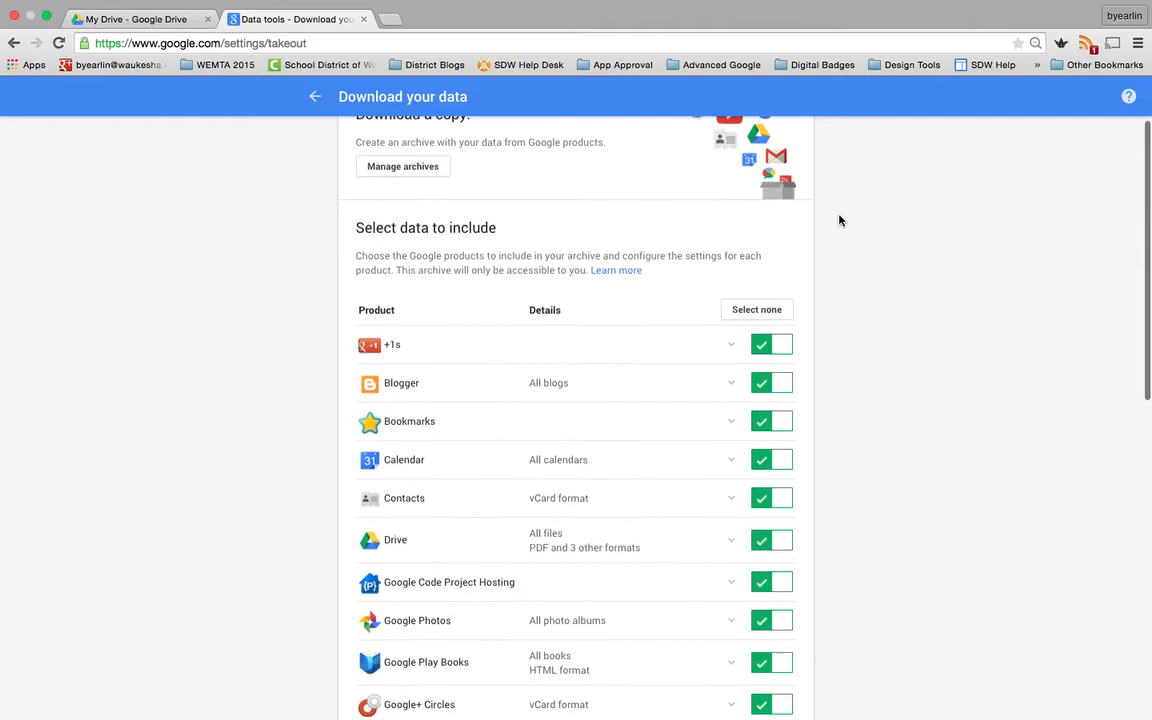 My Drive - Google Drive
Data tools - Download you
byearlin
https://www.google.com/settings/takeout
1
Apps
byearlin@waukesha.
WEMTA 2015
School District of Wa
District Blogs
SDW Help Desk
App Approval
Advanced Google
Digital Badges
Design Tools
SDW Help
»
Other Bookmarks
Download your data
?
Download a copy.
Create an archive with your data from Google products.
Manage archives
31
Select data to include
Choose the Google products to include in your archive and configure the settings for each
product. This archive will only be accessible to you. Learn more
Product Details Select none
+1s
Blogger All blogs
Bookmarks
31 Calendar All calendars
Contacts vCard format
Drive All files
PDF and 3 other formats
Google Code Project Hosting
Google Photos All photo albums
Google Play Books All books
HTML format
Google+ Circles vCard format